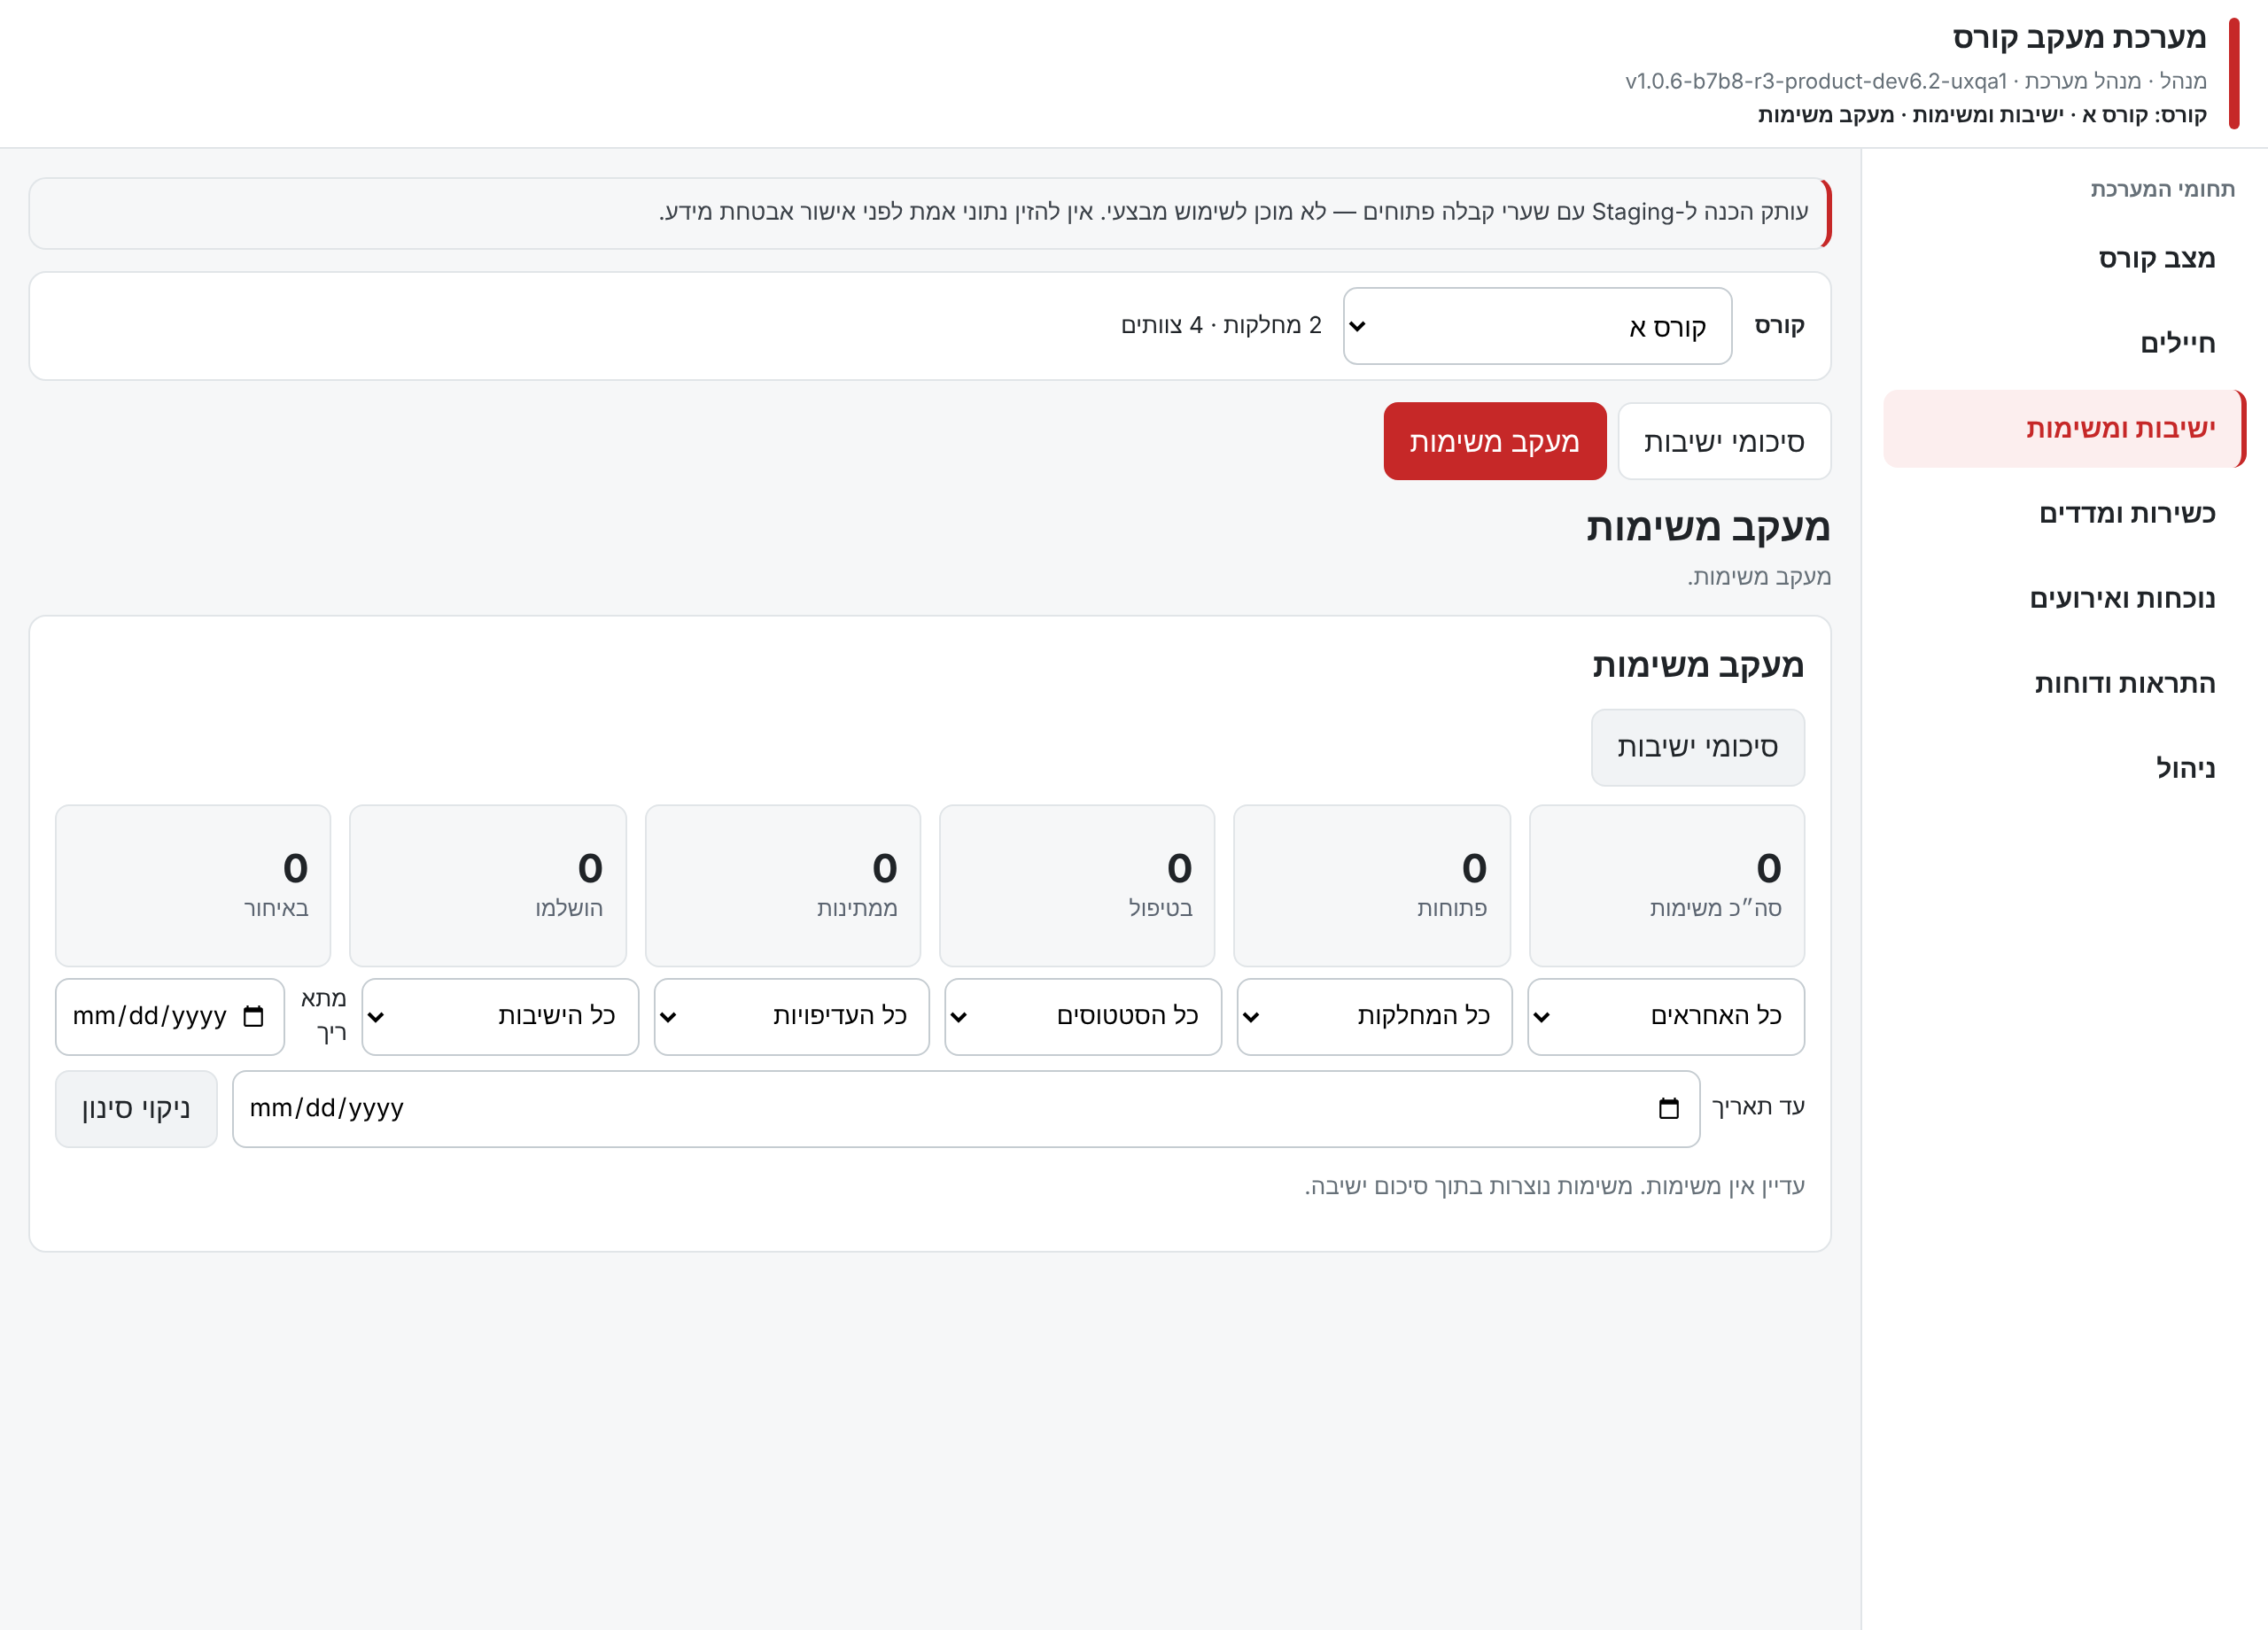 מערכת מעקב קורס
מנהל · מנהל מערכת · v1.0.6-b7b8-r3-product-dev6.2-uxqa1
קורס: קורס א · ישיבות ומשימות · מעקב משימות
תחומי המערכת
מצב קורס
חיילים
ישיבות ומשימות
כשירות ומדדים
נוכחות ואירועים
התראות ודוחות
ניהול
עותק הכנה ל-Staging עם שערי קבלה פתוחים — לא מוכן לשימוש מבצעי. אין להזין נתוני אמת לפני אישור אבטחת מידע.
קורס קורס א 2 מחלקות · 4 צוותים
סיכומי ישיבות מעקב משימות
מעקב משימות
מעקב משימות.
מעקב משימות
סיכומי ישיבות
0 0 0 0 0 0
סה״כ משימות פתוחות בטיפול ממתינות הושלמו באיחור
כל האחראים כל המחלקות כל הסטטוסים כל העדיפויות כל הישיבות מתא mm/dd/yyyy
ריך
עד תאריך mm/dd/yyyy ניקוי סינון
עדיין אין משימות. משימות נוצרות בתוך סיכום ישיבה.